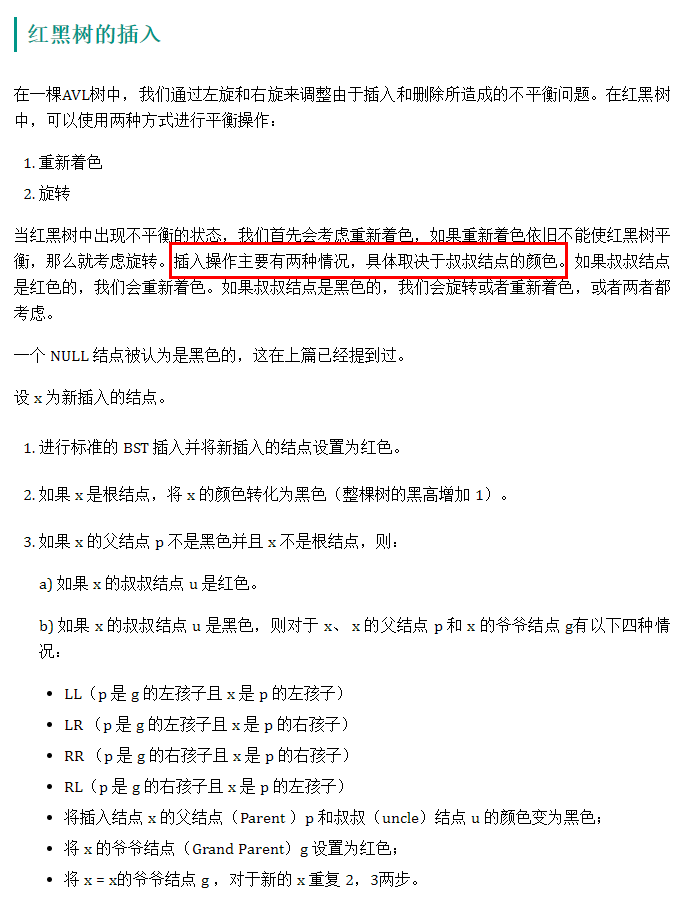 红黑树的插入
在一棵AVL树中，我们通过左旋和右旋来调整由于插入和删除所造成的不平衡问题。在红黑树
中，可以使用两种方式进行平衡操作：
1. 重新着色
2. 旋转
当红黑树中出现不平衡的状态，我们首先会考虑重新着色，如果重新着色依旧不能使红黑树平
衡，那么就考虑旋转。插入操作主要有两种情况，具体取决于叔叔结点的颜色。如果叔叔结点
是红色的，我们会重新着色。如果叔叔结点是黑色的，我们会旋转或者重新着色，或者两者都
考虑。
一个 NULL 结点被认为是黑色的，这在上篇已经提到过。
设 x 为新插入的结点。
1. 进行标准的 BST 插入并将新插入的结点设置为红色。
2. 如果 x 是根结点，将 x 的颜色转化为黑色（整棵树的黑高增加 1）。
3. 如果 x 的父结点 p 不是黑色并且 x 不是根结点，则：
a) 如果 x 的叔叔结点 u 是红色。
b) 如果 x 的叔叔结点 u 是黑色，则对于 x、 x 的父结点 p 和 x 的爷爷结点 g有以下四种情
况：
• LL（p 是 g 的左孩子且 x 是 p 的左孩子）
• LR （p 是 g 的左孩子且 x 是 p 的右孩子）
• RR （p 是 g 的右孩子且 x 是 p 的右孩子）
• RL（p 是 g 的右孩子且 x 是 p 的左孩子）
• 将插入结点 x 的父结点（Parent ）p 和叔叔（uncle）结点 u 的颜色变为黑色；
• 将 x 的爷爷结点（Grand Parent）g 设置为红色；
• 将 x = x的爷爷结点 g ，对于新的 x 重复 2，3两步。